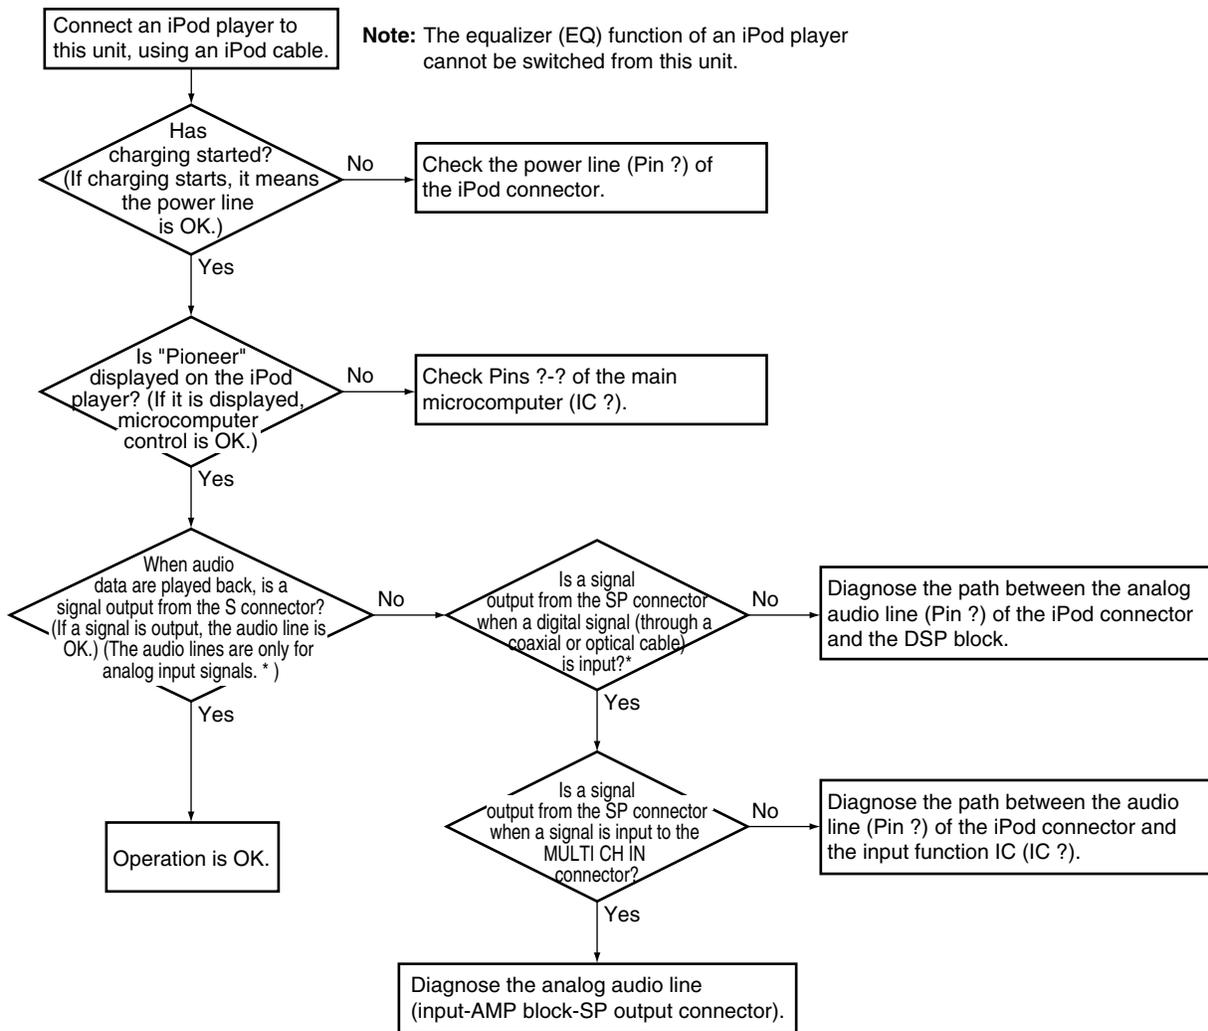 Connect an iPod player to
this unit, using an iPod cable.
Note: The equalizer (EQ) function of an iPod player
cannot be switched from this unit.
Has
charging started?
(If charging starts, it means
the power line
is OK.)
No
Check the power line (Pin ?) of
the iPod connector.
Yes
Is "Pioneer"
displayed on the iPod
player? (If it is displayed,
microcomputer
control is OK.)
No
Check Pins ?-? of the main
microcomputer (IC ?).
Yes
When audio
data are played back, is a
signal output from the S connector?
(If a signal is output, the audio line is
OK.) (The audio lines are only for
analog input signals. * )
No
Is a signal
output from the SP connector
when a digital signal (through a
coaxial or optical cable)
is input?*
No
Diagnose the path between the analog
audio line (Pin ?) of the iPod connector
and the DSP block.
Yes
Yes
Is a signal
output from the SP connector
when a signal is input to the
MULTI CH IN
connector?
No
Diagnose the path between the audio
line (Pin ?) of the iPod connector and
the input function IC (IC ?).
Operation is OK.
Yes
Diagnose the analog audio line
(input-AMP block-SP output connector).